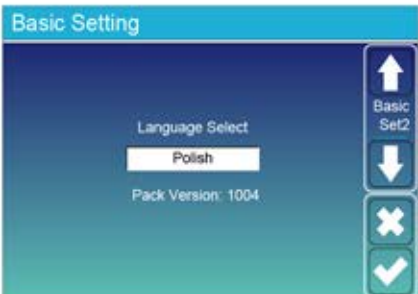 Basic Setting
Language Select
Polish
Pack Version: 1004
Basic
Set2